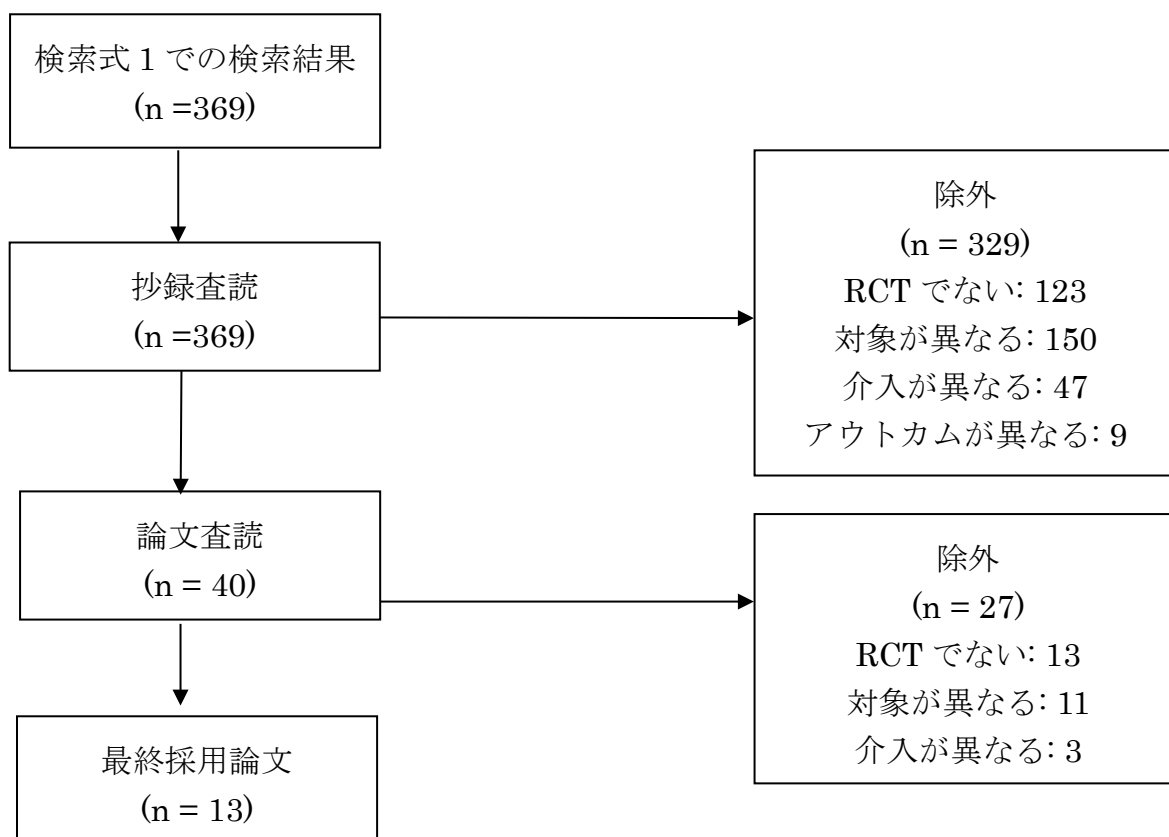 検索式 1 での検索結果
(n =369)
抄録査読
(n =369)
除外
(n = 329)
RCT でない: 123
対象が異なる: 150
介入が異なる: 47
アウトカムが異なる: 9
論文査読
(n = 40)
除外
(n = 27)
RCT でない: 13
対象が異なる: 11
介入が異なる: 3
最終採用論文
(n = 13)